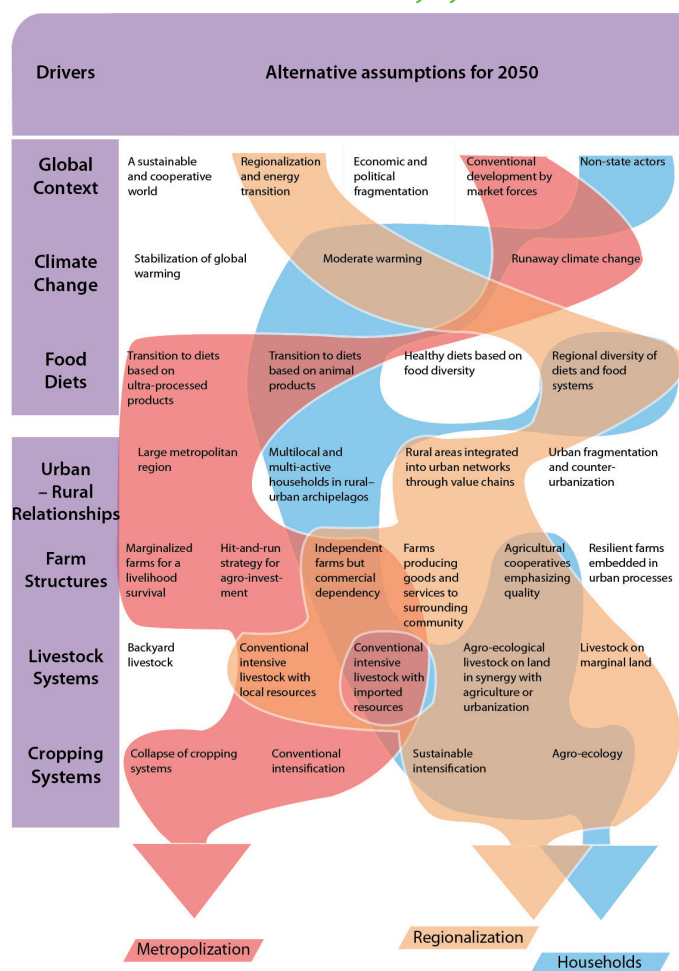 Drivers
Alternative assumptions for 2050
Global
Context
A sustainable
and cooperative
world
Regionalization
and energy
transition
Economic and
political
fragmentation
Conventional
development by
market forces
Non-state actors
Climate
Change
Stabilization of global
warming
Moderate warming
Runaway climate change
Food
Diets
Transition to diets
based on
ultra-processed
products
Transition to diets
based on animal
products
Healthy diets based on
food diversity
Regional diversity of
diets and food
systems
Urban
– Rural
Relationships
Large metropolitan
region
Multilocal and
multi-active
households in rural–
urban archipelagos
Rural areas integrated
into urban networks
through value chains
Urban fragmentation
and counter-
urbanization
Farm
Structures
Marginalized
farms for a
livelihood
survival
Hit-and-run
strategy for
agro-invest-
ment
Independent
farms but
commercial
dependency
Farms
producing
goods and
services to
surrounding
community
Agricultural
cooperatives
emphasizing
quality
Resilient farms
embedded in
urban processes
Livestock
Systems
Backyard
livestock
Conventional
intensive
livestock with
local resources
Conventional
intensive
livestock with
imported
resources
Agro-ecological
livestock on land
in synergy with
agriculture or
urbanization
Livestock on
marginal land
Cropping
Systems
Collapse of cropping
systems
Conventional
intensification
Sustainable
intensification
Agro-ecology
Metropolization
Regionalization
Households